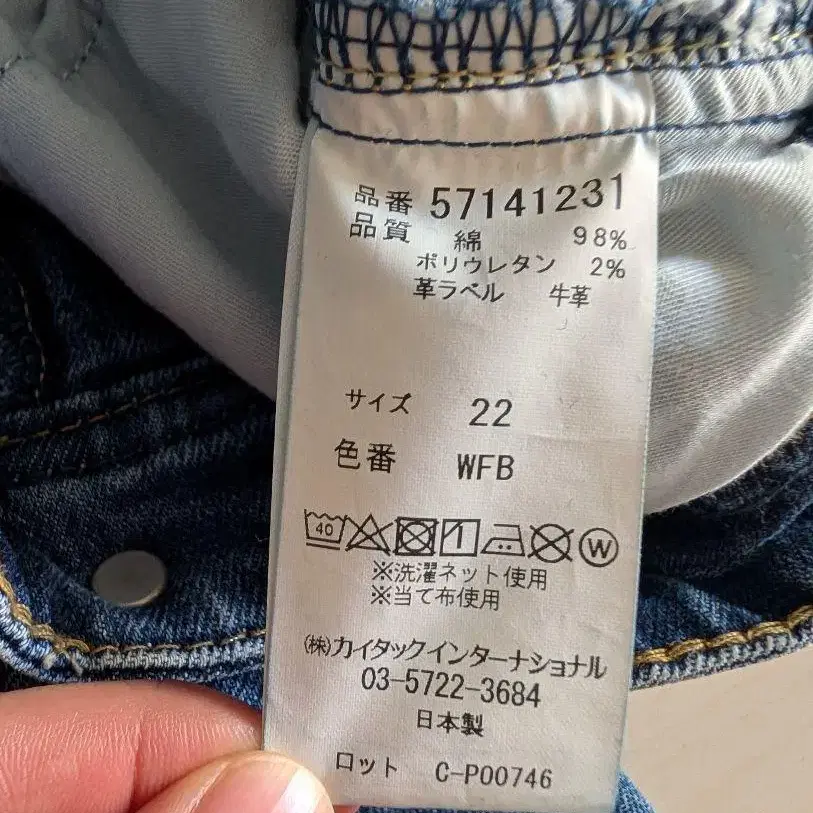 品番 57141231
品質 綿 98%
ポリウレタン 2%
革ラベル 牛革
サイズ 22
色番 WFB
40 W
※洗濯ネット使用
※当て布使用
(株)カイタックインターナショナル
03-5722-3684
日本製
ロット C-P00746